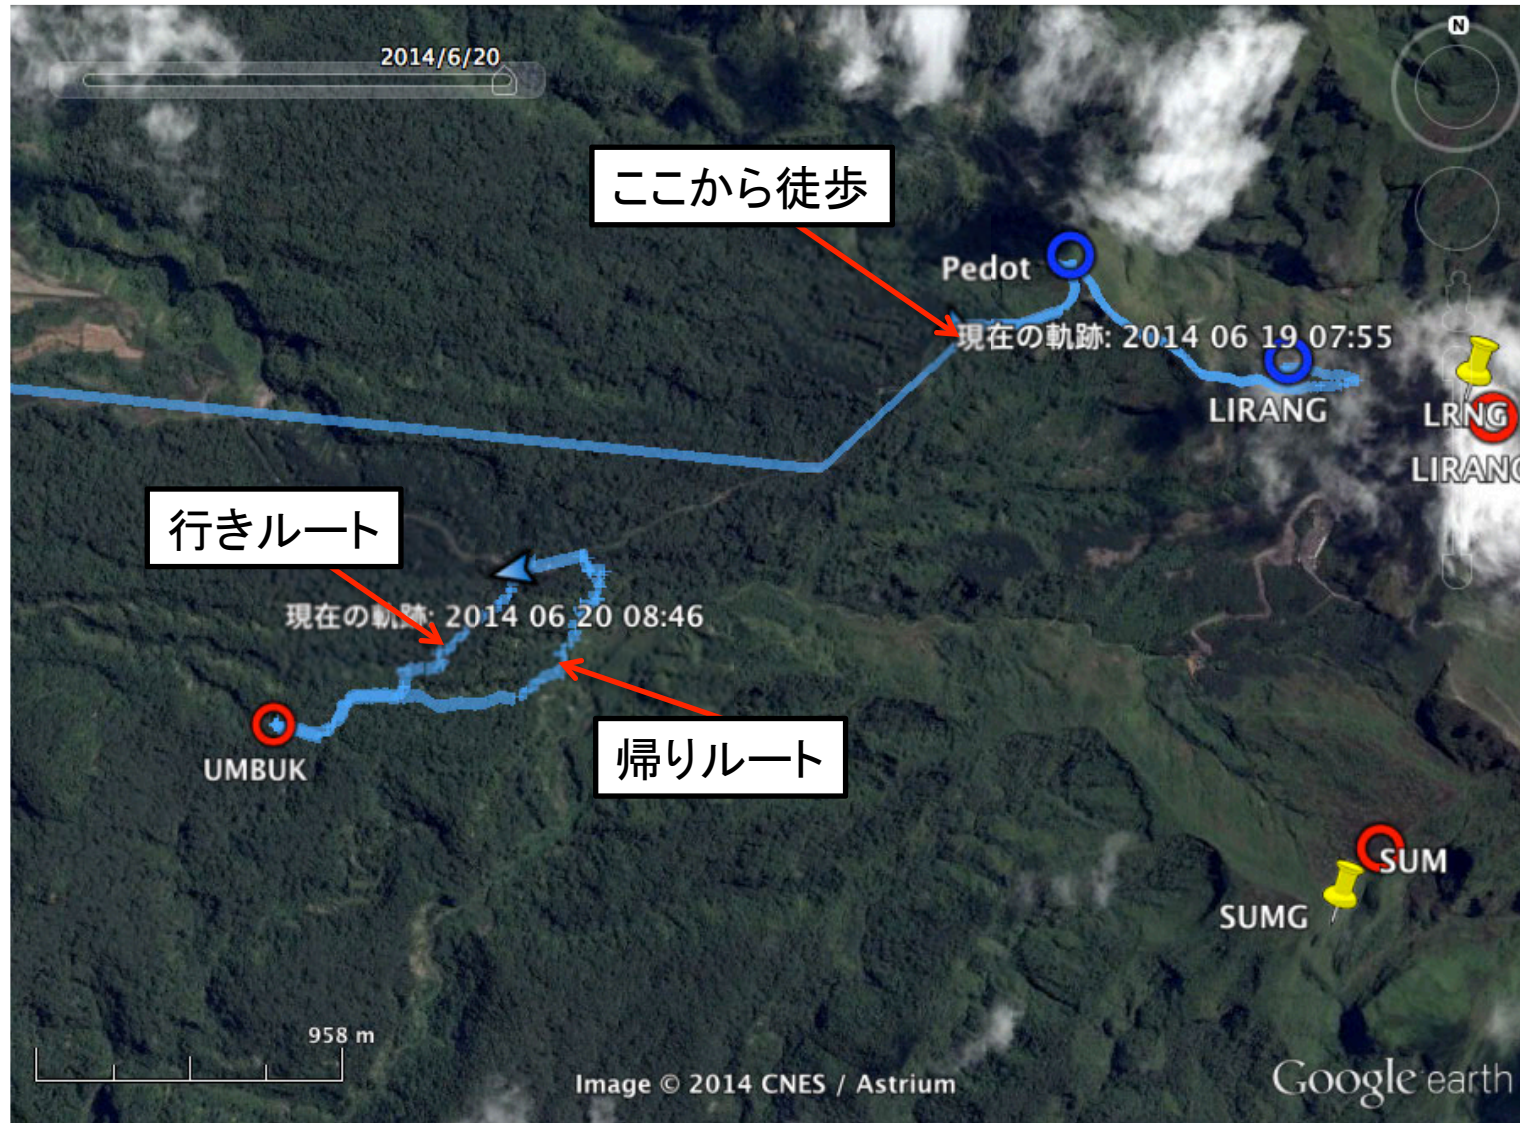 N
2014/6/20
ここから徒歩
Pedot
現在の軌跡: 2014 06 19 07:55
LIRANG
LRNG
LIRANG
行きルート
現在の軌跡: 2014 06 20 08:46
帰りルート
UMBUK
SUM
SUMG
958 m
Image © 2014 CNES / Astrium
Google earth